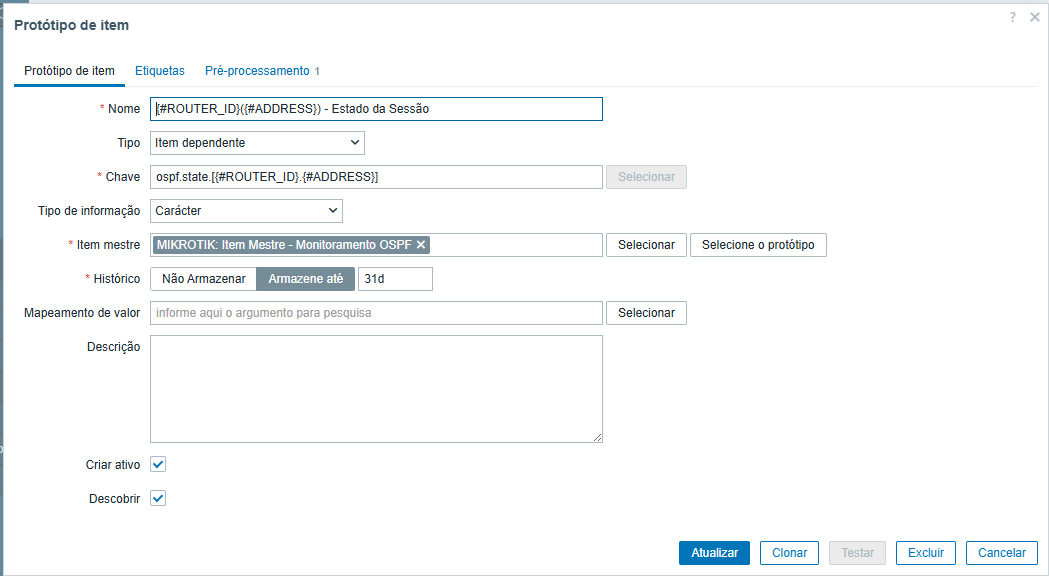 Protótipo de item
? ×
Protótipo de item Etiquetas Pré-processamento 1
* Nome {#ROUTER_ID}({#ADDRESS}) - Estado da Sessão
Tipo Item dependente
* Chave ospf.state.[{#ROUTER_ID}.{#ADDRESS}] Selecionar
Tipo de informação Carácter
* Item mestre MIKROTIK: Item Mestre - Monitoramento OSPF × Selecionar Selecione o protótipo
* Histórico Não Armazenar Armazene até 31d
Mapeamento de valor informe aqui o argumento para pesquisa Selecionar
Descrição
Criar ativo
Descobrir
Atualizar Clonar Testar Excluir Cancelar